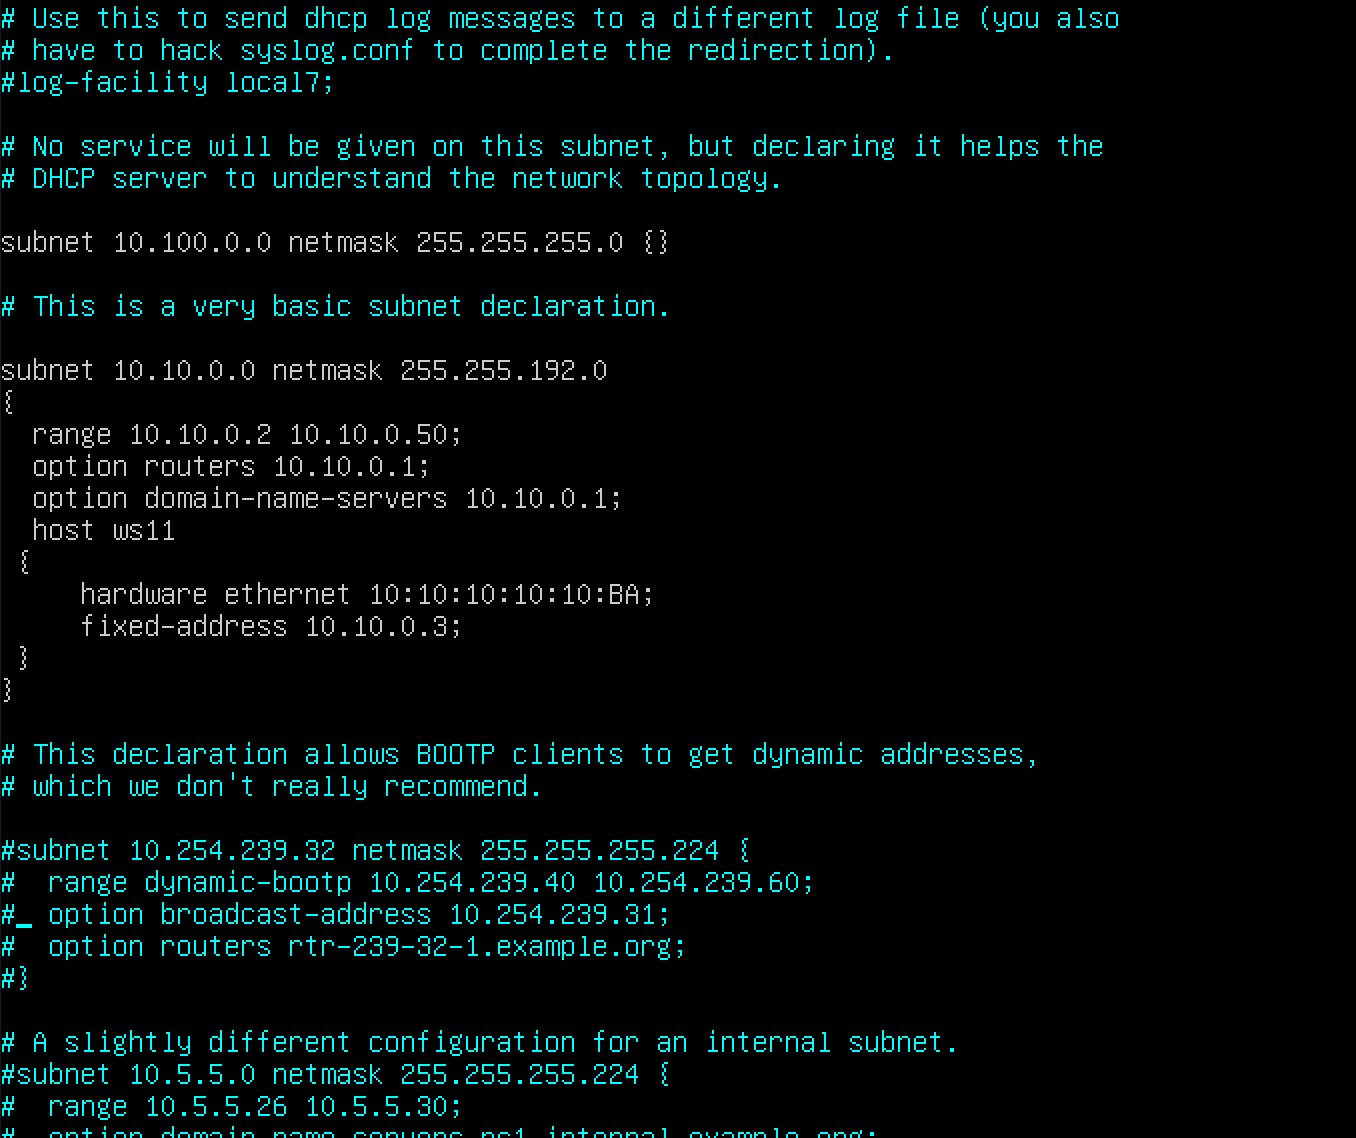 # Use this to send dhcp log messages to a different log file (you also
# have to hack syslog.conf to complete the redirection).
#log-facility local7;

# No service will be given on this subnet, but declaring it helps the
# DHCP server to understand the network topology.

subnet 10.100.0.0 netmask 255.255.255.0 {}

# This is a very basic subnet declaration.

subnet 10.10.0.0 netmask 255.255.192.0
{
  range 10.10.0.2 10.10.0.50;
  option routers 10.10.0.1;
  option domain-name-servers 10.10.0.1;
  host ws11
 {
     hardware ethernet 10:10:10:10:10:BA;
     fixed-address 10.10.0.3;
 }
}

# This declaration allows BOOTP clients to get dynamic addresses,
# which we don't really recommend.

#subnet 10.254.239.32 netmask 255.255.255.224 {
#  range dynamic-bootp 10.254.239.40 10.254.239.60;
#  option broadcast-address 10.254.239.31;
#  option routers rtr-239-32-1.example.org;
#}

# A slightly different configuration for an internal subnet.
#subnet 10.5.5.0 netmask 255.255.255.224 {
#  range 10.5.5.26 10.5.5.30;
#  option domain-name-servers ns1.internal.example.org;